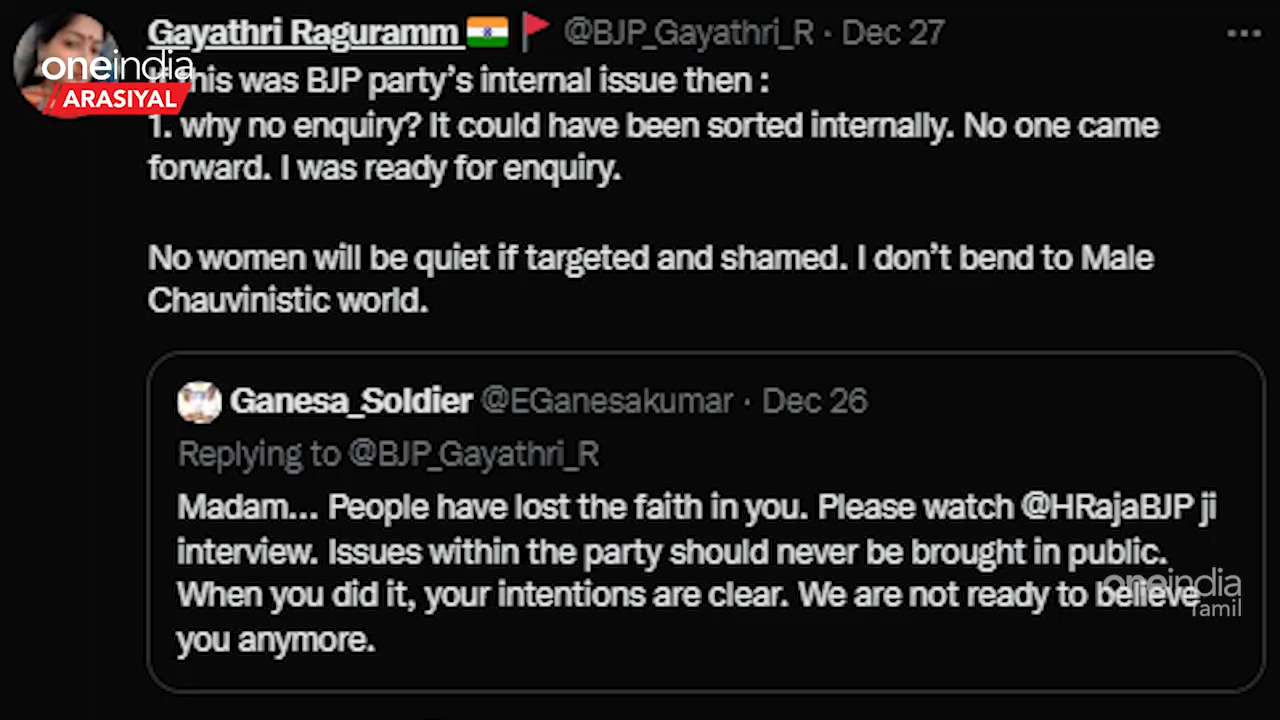 Gayathri Raguramm @BJP_Gayathri_R · Dec 27
oneindia
ARASIYAL
this was BJP party's internal issue then :
1. why no enquiry? It could have been sorted internally. No one came
forward. I was ready for enquiry.
No women will be quiet if targeted and shamed. I don't bend to Male
Chauvinistic world.
Ganesa_Soldier @EGanesakumar · Dec 26
Replying to @BJP_Gayathri_R
Madam... People have lost the faith in you. Please watch @HRajaBJP ji
interview. Issues within the party should never be brought in public.
When you did it, your intentions are clear. We are not ready to believe
you anymore.
oneindia
Tamil